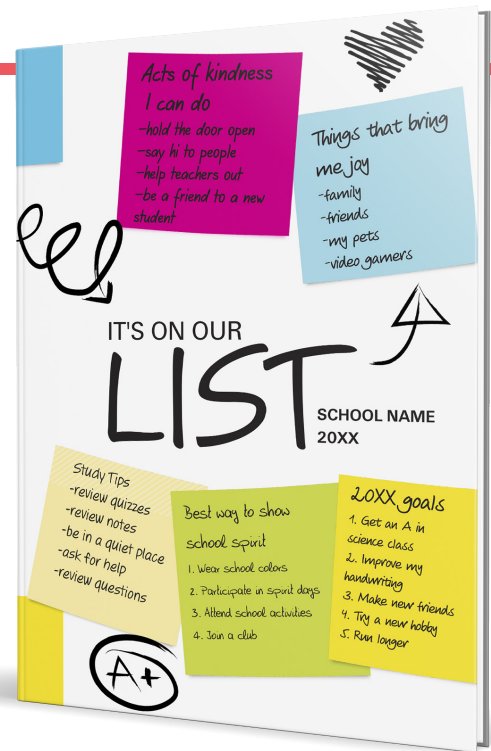 Acts of kindness
I can do
-hold the door open
-say hi to people
-help teachers out
-be a friend to a new
student
Things that bring
me joy
-family
-friends
-my pets
-video gamers
IT'S ON OUR
LIST
SCHOOL NAME
20XX
Study Tips
-review quizzes
-review notes
-be in a quiet place
-ask for help
-review questions
Best way to show
school spirit
1. Wear school colors
2. Participate in spirit days
3. Attend school activities
4. Join a club
20XX goals
1. Get an A in
science class
2. Improve my
handwriting
3. Make new friends
4. Try a new hobby
5. Run longer
A+